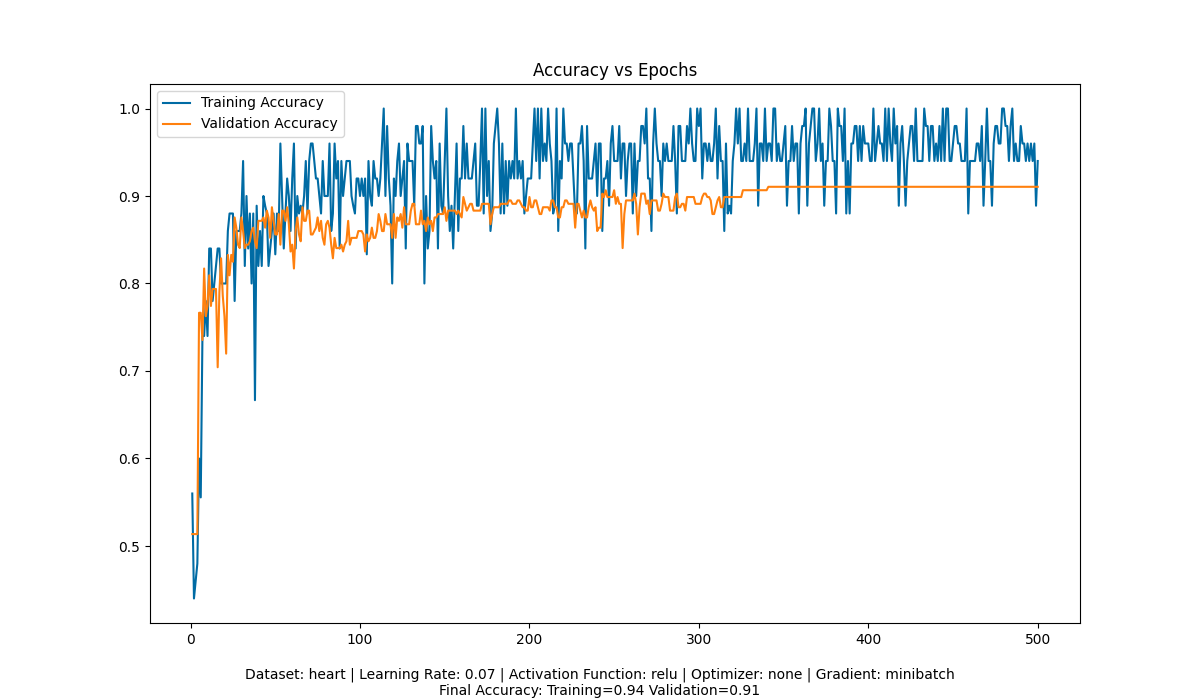 Accuracy vs Epochs
Training Accuracy
Validation Accuracy
1.0
0.9
0.8
0.7
0.6
0.5
0
100
200
300
400
500
Dataset: heart | Learning Rate: 0.07 | Activation Function: relu | Optimizer: none | Gradient: minibatch
Final Accuracy: Training=0.94 Validation=0.91